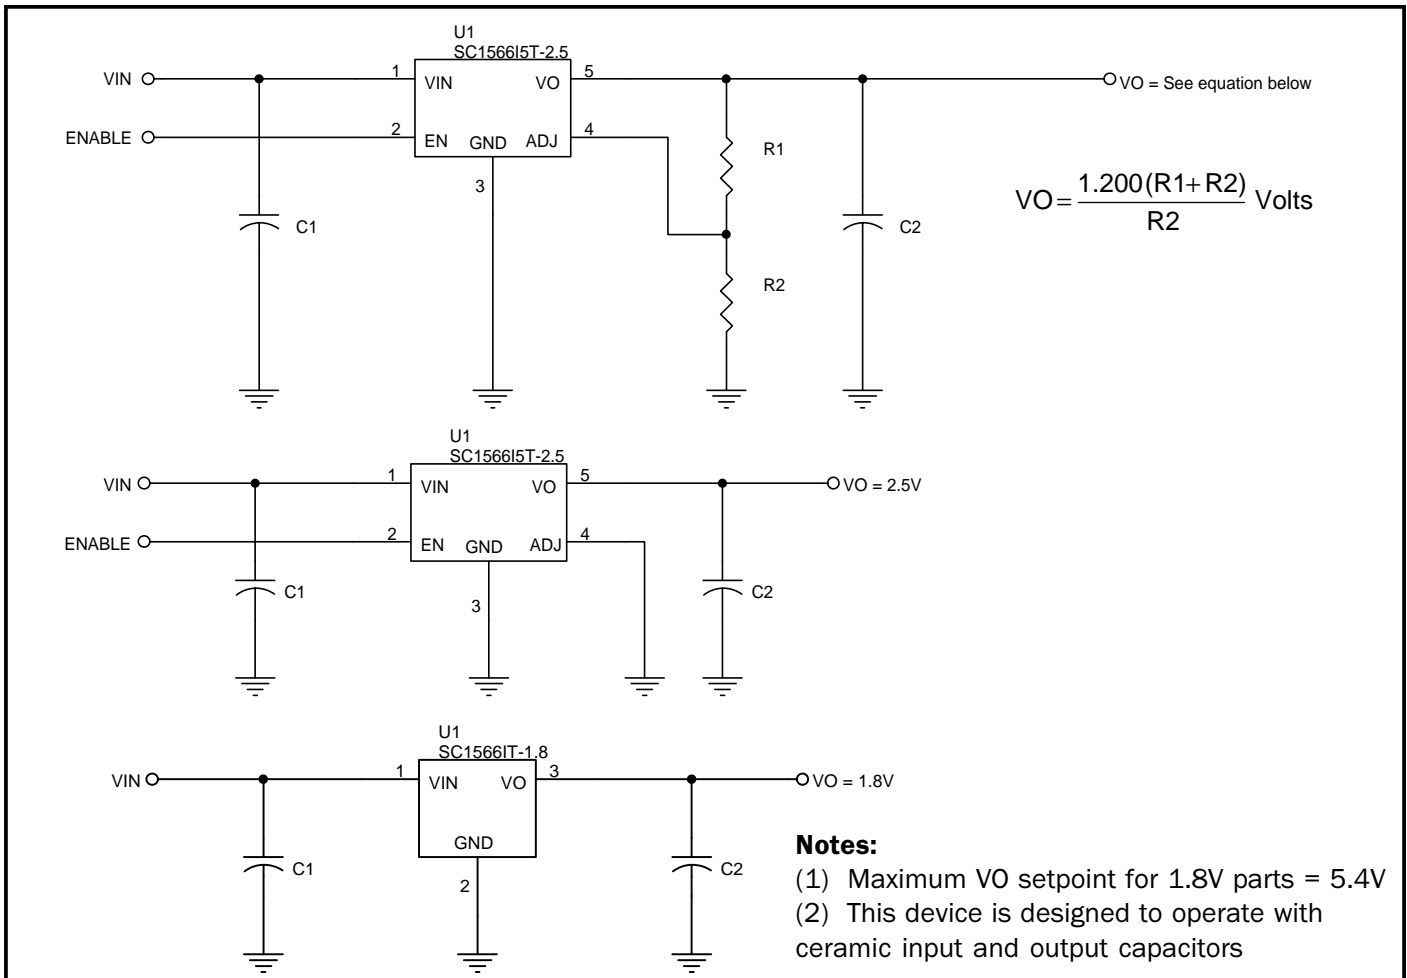 U1
SC1566I5T-2.5
VIN
1
VIN
VO
5
VO = See equation below
ENABLE
2
EN
GND
ADJ
4
R1
3
VO = 1.200(R1+R2) / R2 Volts
C1
C2
R2
U1
SC1566I5T-2.5
VIN
1
VIN
VO
5
VO = 2.5V
ENABLE
2
EN
GND
ADJ
4
C1
3
C2
U1
SC1566IT-1.8
VIN
1
VIN
VO
3
VO = 1.8V
GND
C1
2
C2
Notes:
(1) Maximum VO setpoint for 1.8V parts = 5.4V
(2) This device is designed to operate with
ceramic input and output capacitors